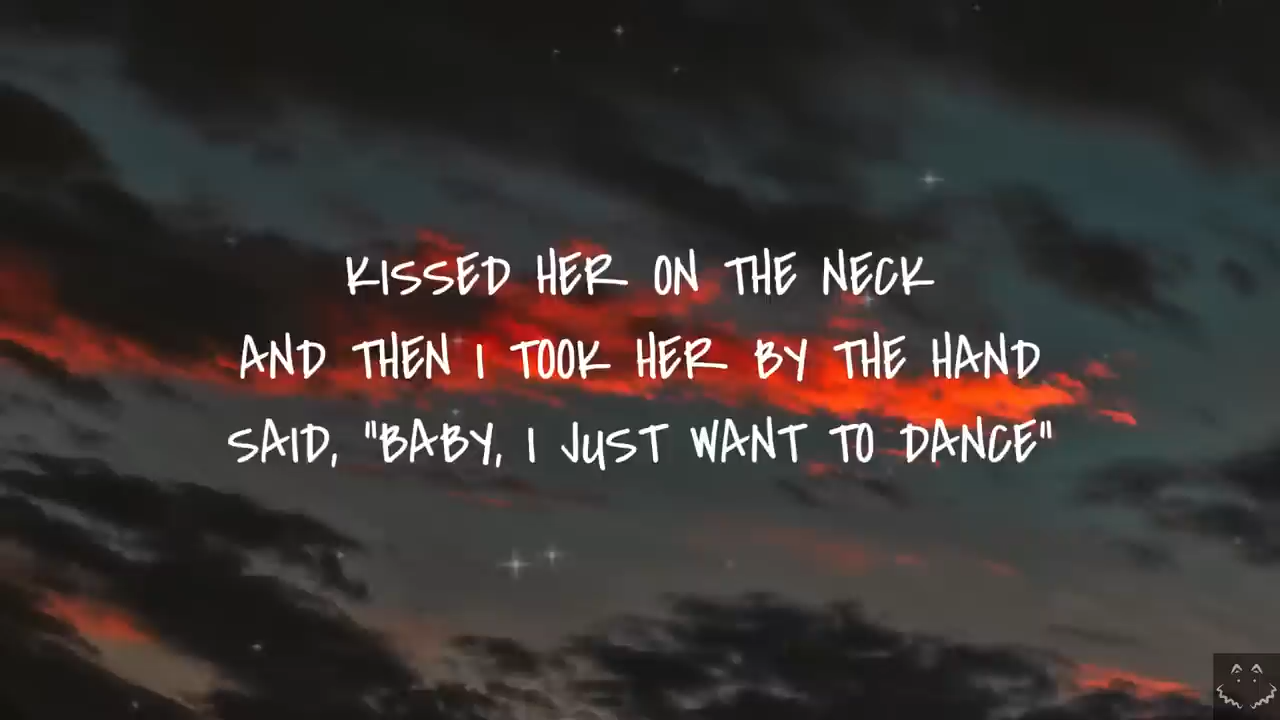 KISSED HER ON THE NECK
AND THEN I TOOK HER BY THE HAND
SAID, "BABY, I JUST WANT TO DANCE"